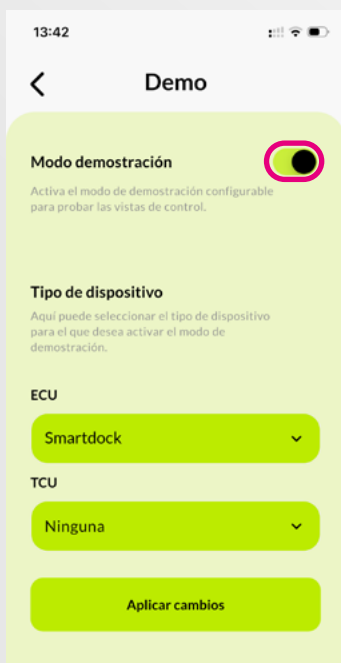 13:42
Demo
Modo demostración
Activa el modo de demostración configurable
para probar las vistas de control.
Tipo de dispositivo
Aquí puede seleccionar el tipo de dispositivo
para el que desea activar el modo de
demostración.
ECU
Smartdock
TCU
Ninguna
Aplicar cambios